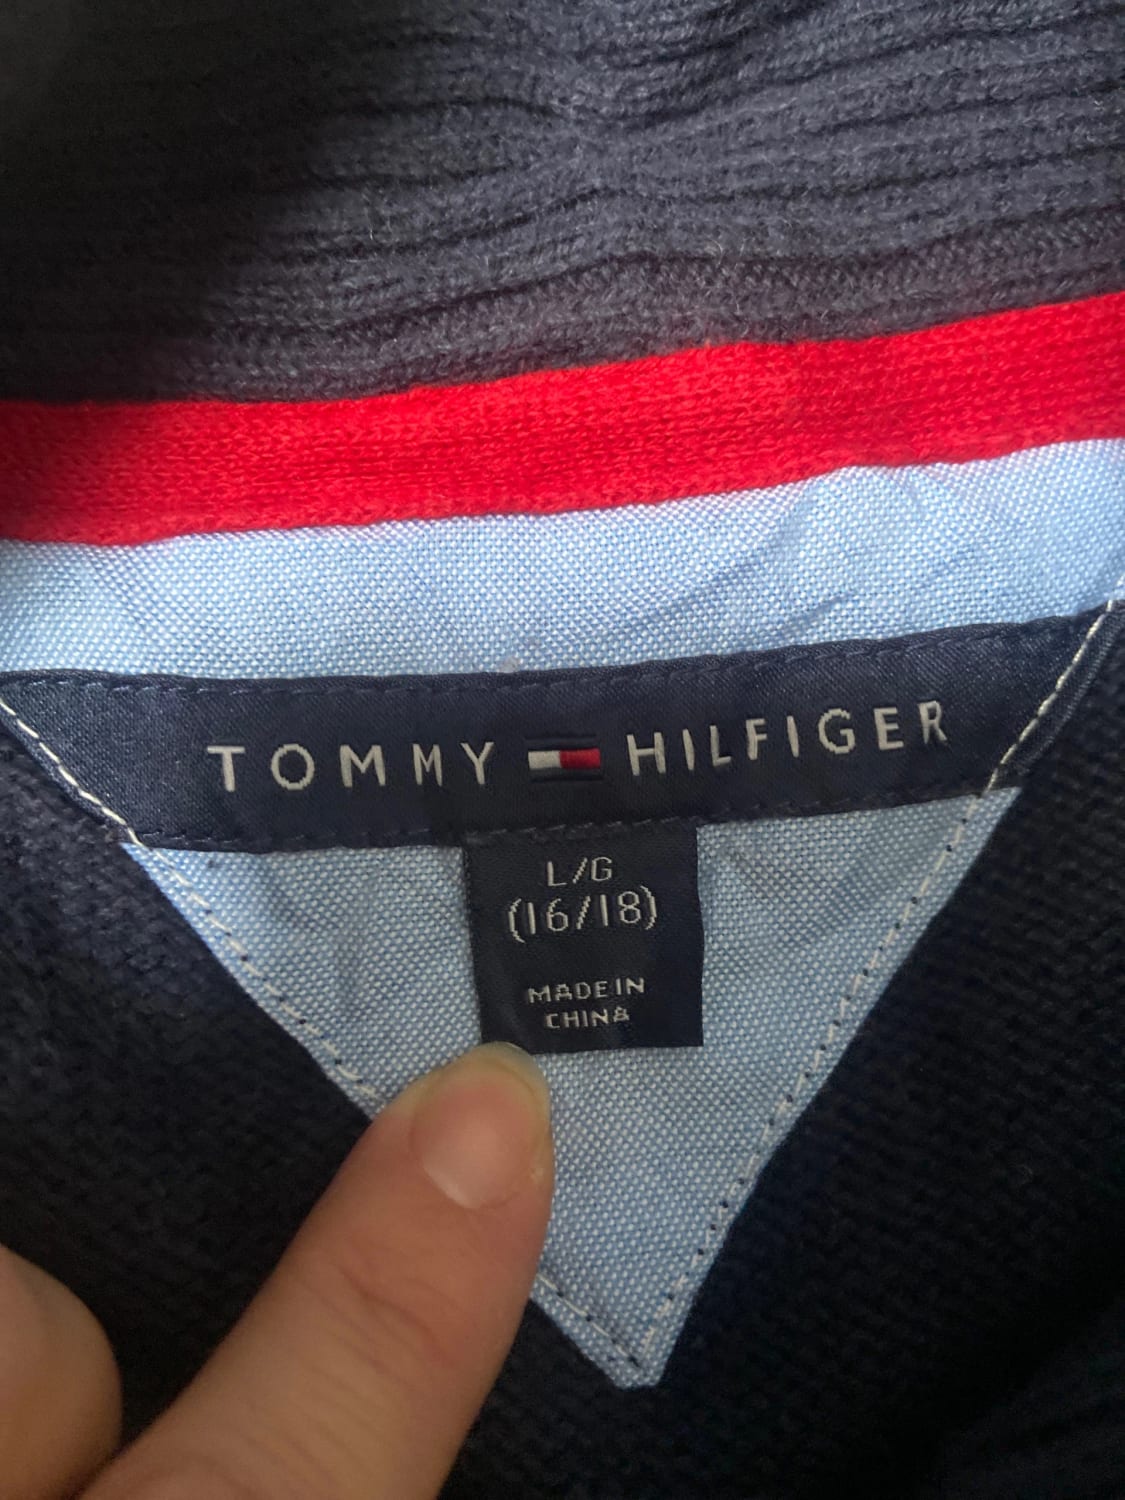 TOMMY HILFIGER
L/G
(16/18)
MADE IN
CHINA